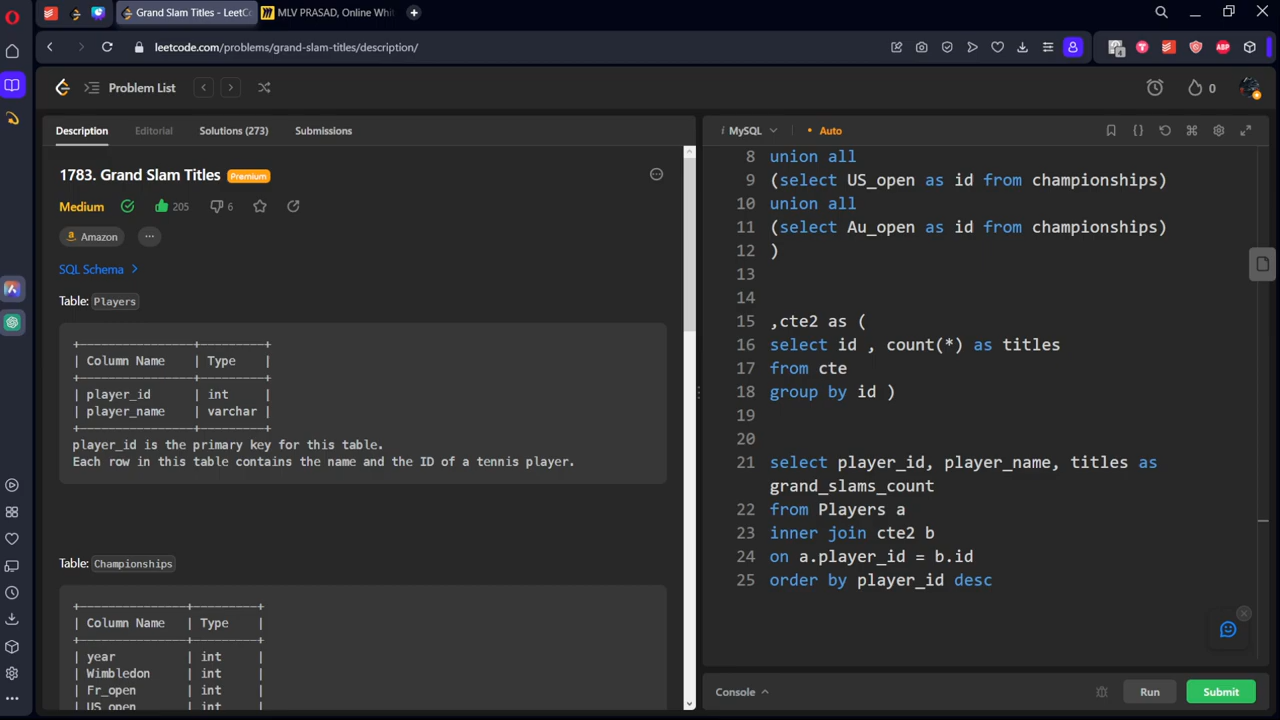 Grand Slam Titles - LeetCo
MLV PRASAD, Online Whit
leetcode.com/problems/grand-slam-titles/description/
4
ABP
Problem List
0
Description
Editorial
Solutions (273)
Submissions
1783. Grand Slam Titles
Premium
Medium
205
6
Amazon
SQL Schema
Table: Players
+---------------+---------+
| Column Name   | Type    |
+---------------+---------+
| player_id     | int     |
| player_name   | varchar |
+---------------+---------+
player_id is the primary key for this table.
Each row in this table contains the name and the ID of a tennis player.
Table: Championships
+---------------+---------+
| Column Name   | Type    |
+---------------+---------+
| year          | int     |
| Wimbledon     | int     |
| Fr_open       | int     |
| US_open       | int     |
i MySQL
• Auto
8 union all
9 (select US_open as id from championships)
10 union all
11 (select Au_open as id from championships)
12 )
13
14
15 ,cte2 as (
16 select id , count(*) as titles
17 from cte
18 group by id )
19
20
21 select player_id, player_name, titles as
grand_slams_count
22 from Players a
23 inner join cte2 b
24 on a.player_id = b.id
25 order by player_id desc
Console
Run
Submit